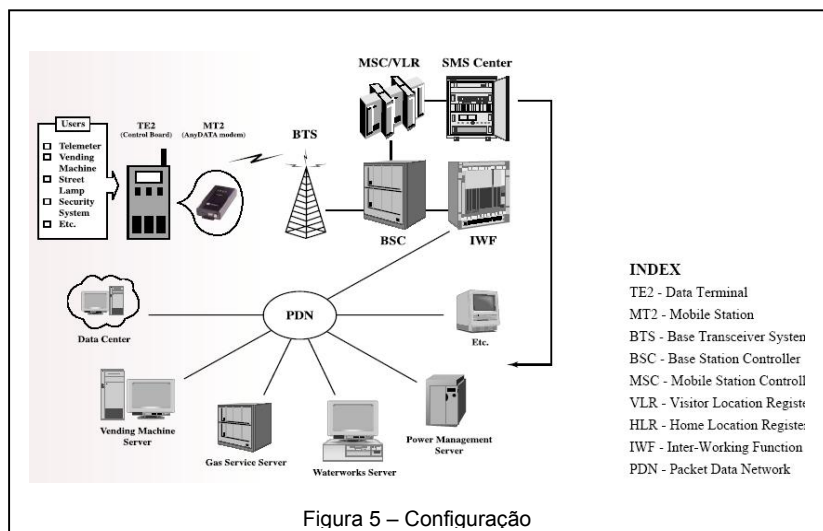 MSC/VLR
SMS Center
Users
Telemeter
Vending
Machine
Street
Lamp
Security
System
Etc.
TE2
(Control Board)
MT2
(AnyDATA modem)
BTS
BSC
IWF
PDN
Data Center
Etc.
Vending Machine
Server
Gas Service Server
Waterworks Server
Power Management
Server
INDEX
TE2 - Data Terminal
MT2 - Mobile Station
BTS - Base Transceiver System
BSC - Base Station Controller
MSC - Mobile Station Controll
VLR - Visitor Location Registe
HLR - Home Location Registe
IWF - Inter-Working Function
PDN - Packet Data Network
Figura 5 – Configuração